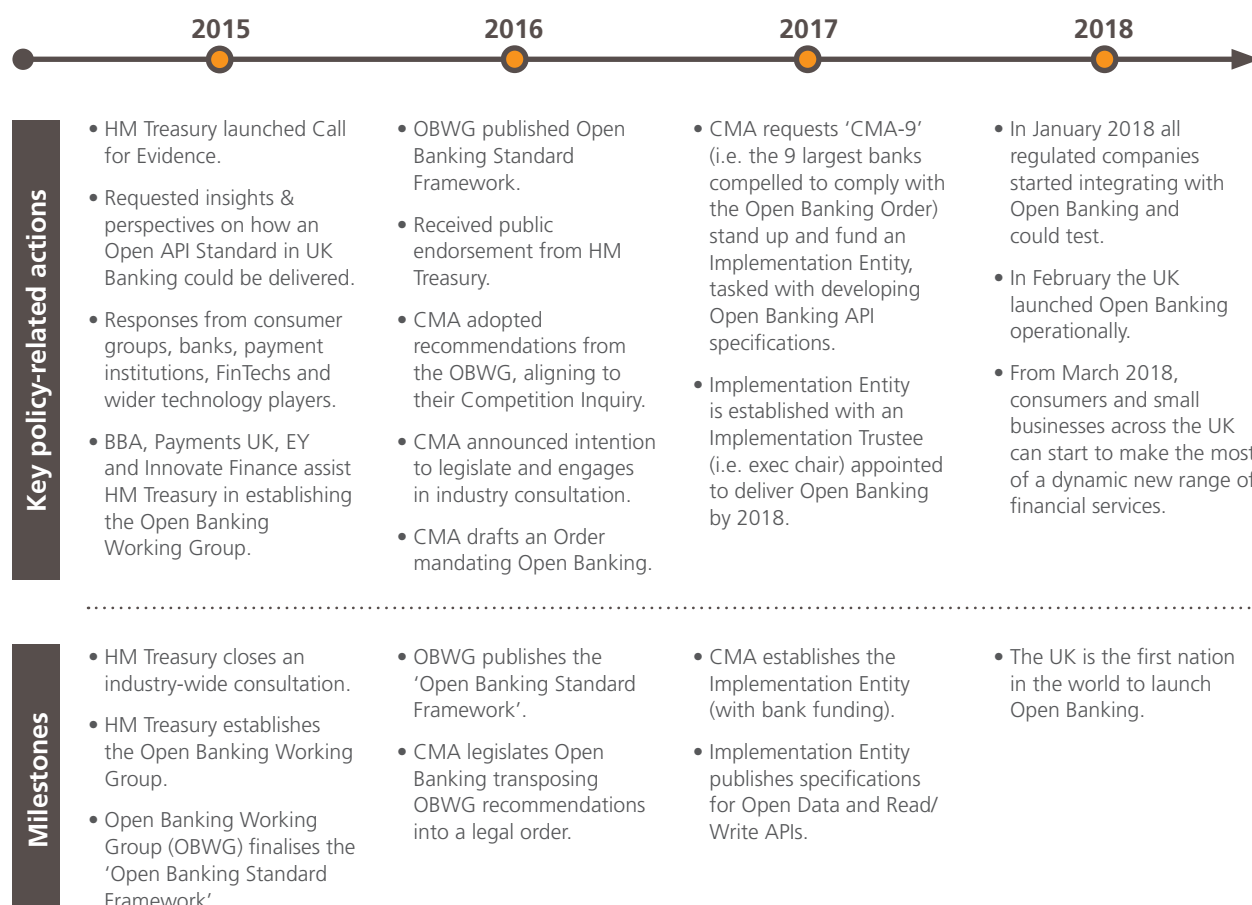 2015
2016
2017
2018
Key policy-related actions
• HM Treasury launched Call
for Evidence.
• Requested insights &
perspectives on how an
Open API Standard in UK
Banking could be delivered.
• Responses from consumer
groups, banks, payment
institutions, FinTechs and
wider technology players.
• BBA, Payments UK, EY
and Innovate Finance assist
HM Treasury in establishing
the Open Banking
Working Group.
• OBWG published Open
Banking Standard
Framework.
• Received public
endorsement from HM
Treasury.
• CMA adopted
recommendations from
the OBWG, aligning to
their Competition Inquiry.
• CMA announced intention
to legislate and engages
in industry consultation.
• CMA drafts an Order
mandating Open Banking.
• CMA requests ‘CMA-9’
(i.e. the 9 largest banks
compelled to comply with
the Open Banking Order)
stand up and fund an
Implementation Entity,
tasked with developing
Open Banking API
specifications.
• Implementation Entity
is established with an
Implementation Trustee
(i.e. exec chair) appointed
to deliver Open Banking
by 2018.
• In January 2018 all
regulated companies
started integrating with
Open Banking and
could test.
• In February the UK
launched Open Banking
operationally.
• From March 2018,
consumers and small
businesses across the UK
can start to make the most
of a dynamic new range of
financial services.
Milestones
• HM Treasury closes an
industry-wide consultation.
• HM Treasury establishes
the Open Banking Working
Group.
• Open Banking Working
Group (OBWG) finalises the
‘Open Banking Standard
Framework’
• OBWG publishes the
‘Open Banking Standard
Framework’.
• CMA legislates Open
Banking transposing
OBWG recommendations
into a legal order.
• CMA establishes the
Implementation Entity
(with bank funding).
• Implementation Entity
publishes specifications
for Open Data and Read/
Write APIs.
• The UK is the first nation
in the world to launch
Open Banking.